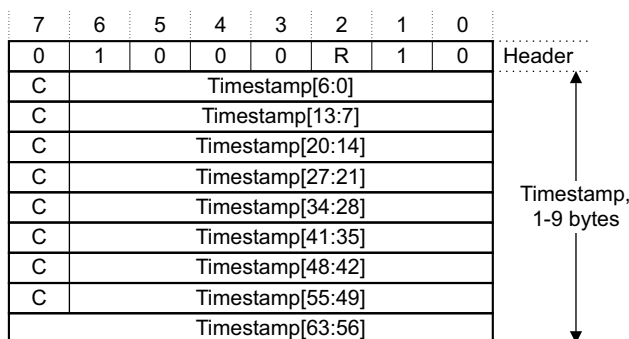 7 6 5 4 3 2 1 0
0 1 0 0 0 R 1 0 Header
C Timestamp[6:0]
C Timestamp[13:7]
C Timestamp[20:14]
C Timestamp[27:21]
C Timestamp[34:28]
C Timestamp[41:35]
C Timestamp[48:42]
C Timestamp[55:49]
Timestamp[63:56]
Timestamp,
1-9 bytes